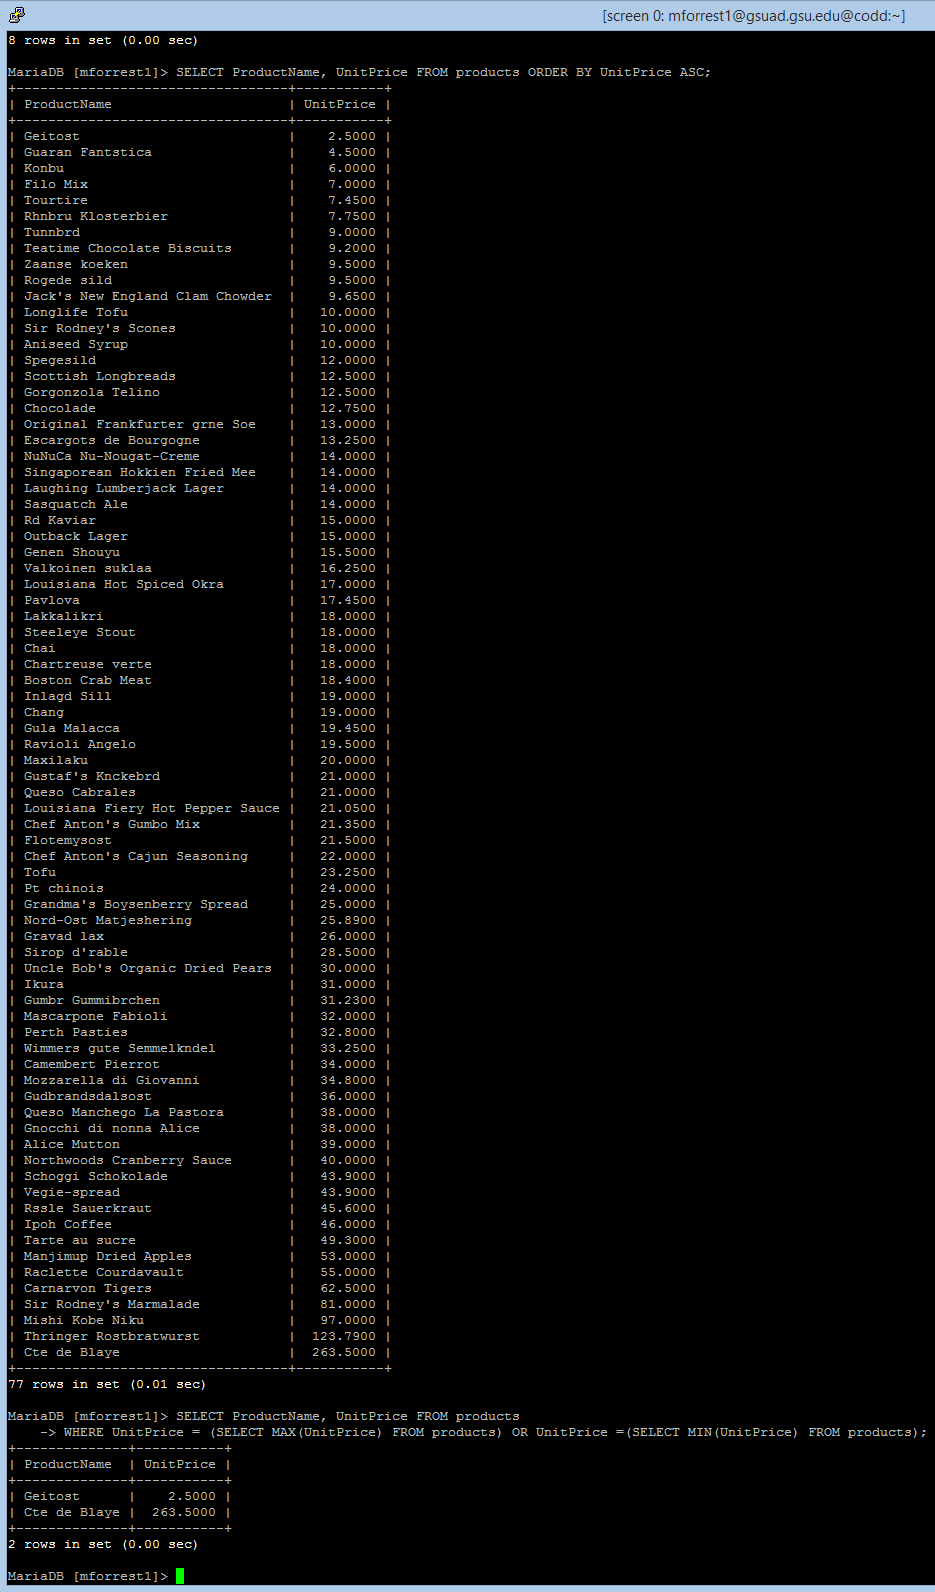 [screen 0: mforrest1@gsuad.gsu.edu@codd:~]
8 rows in set (0.00 sec)
MariaDB [mforrest1]> SELECT ProductName, UnitPrice FROM products ORDER BY UnitPrice ASC;
+----------------------------------+-----------+
| ProductName                      | UnitPrice |
+----------------------------------+-----------+
| Geitost                          |    2.5000 |
| Guaran Fantstica                 |    4.5000 |
| Konbu                            |    6.0000 |
| Filo Mix                         |    7.0000 |
| Tourtire                         |    7.4500 |
| Rhnbru Klosterbier               |    7.7500 |
| Tunnbrd                          |    9.0000 |
| Teatime Chocolate Biscuits       |    9.2000 |
| Zaanse koeken                    |    9.5000 |
| Rogede sild                      |    9.5000 |
| Jack's New England Clam Chowder  |    9.6500 |
| Longlife Tofu                    |   10.0000 |
| Sir Rodney's Scones              |   10.0000 |
| Aniseed Syrup                    |   10.0000 |
| Spegesild                        |   12.0000 |
| Scottish Longbreads              |   12.5000 |
| Gorgonzola Telino                |   12.5000 |
| Chocolade                        |   12.7500 |
| Original Frankfurter grne Soe    |   13.0000 |
| Escargots de Bourgogne           |   13.2500 |
| NuNuCa Nu-Nougat-Creme           |   14.0000 |
| Singaporean Hokkien Fried Mee    |   14.0000 |
| Laughing Lumberjack Lager        |   14.0000 |
| Sasquatch Ale                    |   14.0000 |
| Rd Kaviar                        |   15.0000 |
| Outback Lager                    |   15.0000 |
| Genen Shouyu                     |   15.5000 |
| Valkoinen suklaa                 |   16.2500 |
| Louisiana Hot Spiced Okra        |   17.0000 |
| Pavlova                          |   17.4500 |
| Lakkalikri                       |   18.0000 |
| Steeleye Stout                   |   18.0000 |
| Chai                             |   18.0000 |
| Chartreuse verte                 |   18.0000 |
| Boston Crab Meat                 |   18.4000 |
| Inlagd Sill                      |   19.0000 |
| Chang                            |   19.0000 |
| Gula Malacca                     |   19.4500 |
| Ravioli Angelo                   |   19.5000 |
| Maxilaku                         |   20.0000 |
| Gustaf's Knckebrd                |   21.0000 |
| Queso Cabrales                   |   21.0000 |
| Louisiana Fiery Hot Pepper Sauce |   21.0500 |
| Chef Anton's Gumbo Mix           |   21.3500 |
| Flotemysost                      |   21.5000 |
| Chef Anton's Cajun Seasoning     |   22.0000 |
| Tofu                             |   23.2500 |
| Pt chinois                       |   24.0000 |
| Grandma's Boysenberry Spread     |   25.0000 |
| Nord-Ost Matjeshering            |   25.8900 |
| Gravad lax                       |   26.0000 |
| Sirop d'rable                    |   28.5000 |
| Uncle Bob's Organic Dried Pears  |   30.0000 |
| Ikura                            |   31.0000 |
| Gumbr Gummibrchen                |   31.2300 |
| Mascarpone Fabioli               |   32.0000 |
| Perth Pasties                    |   32.8000 |
| Wimmers gute Semmelkndel         |   33.2500 |
| Camembert Pierrot                |   34.0000 |
| Mozzarella di Giovanni           |   34.8000 |
| Gudbrandsdalsost                 |   36.0000 |
| Queso Manchego La Pastora        |   38.0000 |
| Gnocchi di nonna Alice           |   38.0000 |
| Alice Mutton                     |   39.0000 |
| Northwoods Cranberry Sauce       |   40.0000 |
| Schoggi Schokolade               |   43.9000 |
| Vegie-spread                     |   43.9000 |
| Rssle Sauerkraut                 |   45.6000 |
| Ipoh Coffee                      |   46.0000 |
| Tarte au sucre                   |   49.3000 |
| Manjimup Dried Apples            |   53.0000 |
| Raclette Courdavault             |   55.0000 |
| Carnarvon Tigers                 |   62.5000 |
| Sir Rodney's Marmalade           |   81.0000 |
| Mishi Kobe Niku                  |   97.0000 |
| Thringer Rostbratwurst           |  123.7900 |
| Cte de Blaye                     |  263.5000 |
+----------------------------------+-----------+
77 rows in set (0.01 sec)
MariaDB [mforrest1]> SELECT ProductName, UnitPrice FROM products
    -> WHERE UnitPrice = (SELECT MAX(UnitPrice) FROM products) OR UnitPrice =(SELECT MIN(UnitPrice) FROM products);
+--------------+-----------+
| ProductName  | UnitPrice |
+--------------+-----------+
| Geitost      |    2.5000 |
| Cte de Blaye |  263.5000 |
+--------------+-----------+
2 rows in set (0.00 sec)
MariaDB [mforrest1]>